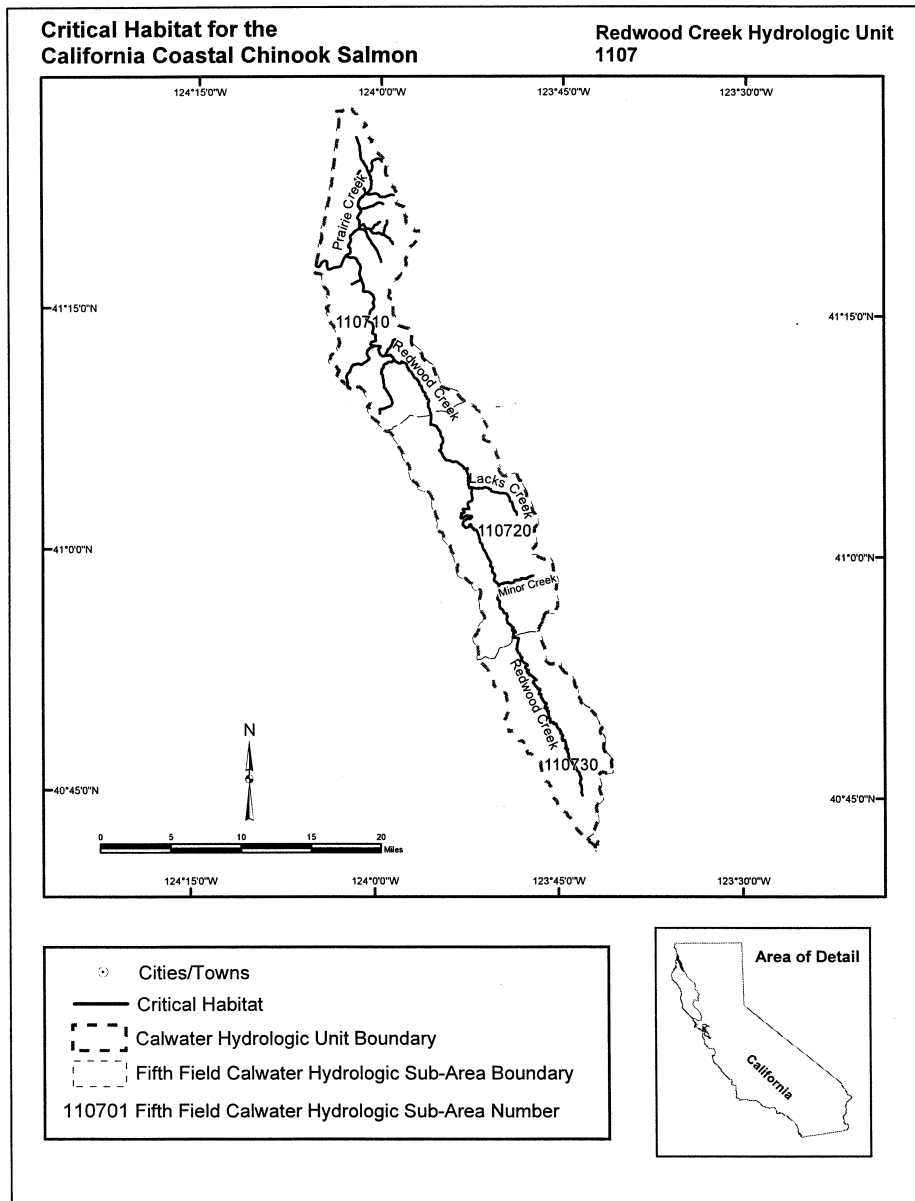 Critical Habitat for the
California Coastal Chinook Salmon
Redwood Creek Hydrologic Unit
1107
124°15'0"W
124°0'0"W
123°45'0"W
123°30'0"W
Prairie Creek
41°15'0"N
41°15'0"N
110710
Redwood Creek
Lacks Creek
110720
41°0'0"N
41°0'0"N
Minor Creek
Redwood Creek
110730
N
40°45'0"N
40°45'0"N
0 5 10 15 20
Miles
124°15'0"W
124°0'0"W
123°45'0"W
123°30'0"W
Cities/Towns
Critical Habitat
Calwater Hydrologic Unit Boundary
Fifth Field Calwater Hydrologic Sub-Area Boundary
110701 Fifth Field Calwater Hydrologic Sub-Area Number
Area of Detail
California